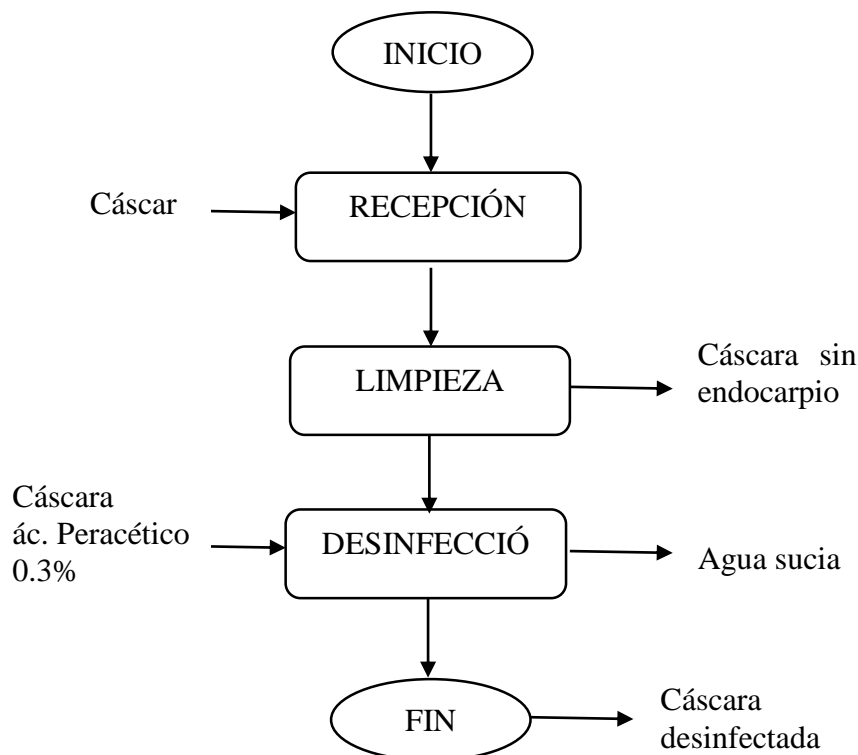 INICIO
Cáscar
RECEPCIÓN
LIMPIEZA
Cáscara sin
endocarpio
Cáscara
ác. Peracético
0.3%
DESINFECCIÓ
Agua sucia
FIN
Cáscara
desinfectada